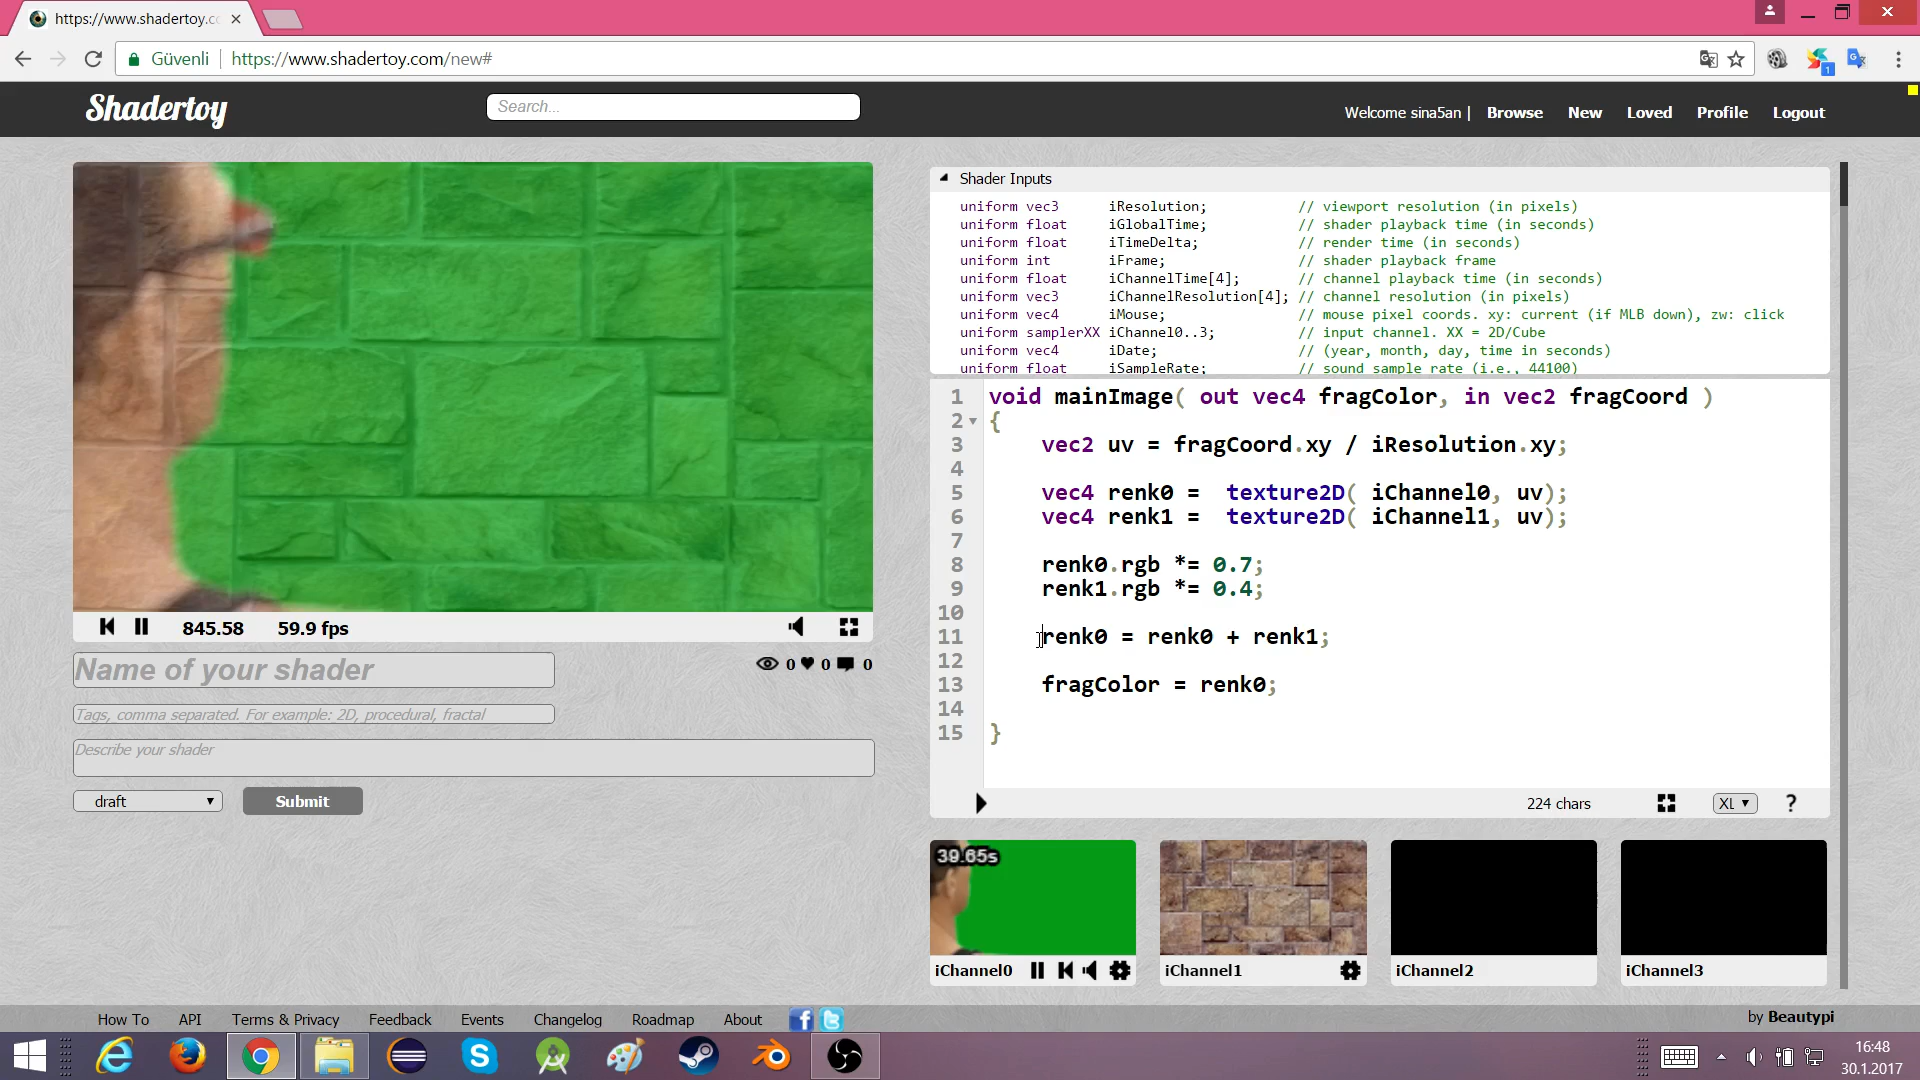 https://www.shadertoy.c
Güvenli
https://www.shadertoy.com/new#
1
Shadertoy
Search...
Welcome sina5an |
Browse
New
Loved
Profile
Logout
Shader Inputs
uniform vec3 iResolution; // viewport resolution (in pixels)
uniform float iGlobalTime; // shader playback time (in seconds)
uniform float iTimeDelta; // render time (in seconds)
uniform int iFrame; // shader playback frame
uniform float iChannelTime[4]; // channel playback time (in seconds)
uniform vec3 iChannelResolution[4]; // channel resolution (in pixels)
uniform vec4 iMouse; // mouse pixel coords. xy: current (if MLB down), zw: click
uniform samplerXX iChannel0..3; // input channel. XX = 2D/Cube
uniform vec4 iDate; // (year, month, day, time in seconds)
uniform float iSampleRate; // sound sample rate (i.e., 44100)
1 void mainImage( out vec4 fragColor, in vec2 fragCoord )
2 {
3 vec2 uv = fragCoord.xy / iResolution.xy;
4
5 vec4 renk0 = texture2D( iChannel0, uv);
6 vec4 renk1 = texture2D( iChannel1, uv);
7
8 renk0.rgb *= 0.7;
9 renk1.rgb *= 0.4;
10
11 renk0 = renk0 + renk1;
12
13 fragColor = renk0;
14
15 }
224 chars
XL
?
845.58
59.9 fps
Name of your shader
0
0
0
Tags, comma separated. For example: 2D, procedural, fractal
Describe your shader
draft
Submit
39.65s
iChannel0
iChannel1
iChannel2
iChannel3
How To
API
Terms & Privacy
Feedback
Events
Changelog
Roadmap
About
by Beautypi
16:48
30.1.2017